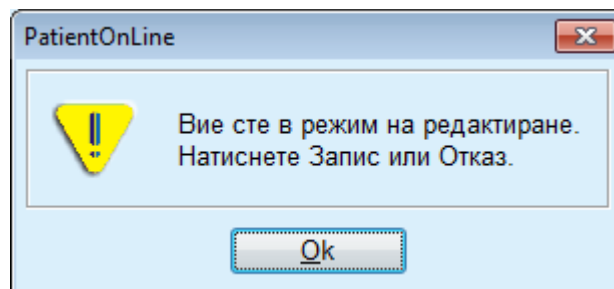 PatientOnLine
Вие сте в режим на редактиране.
Натиснете Запис или Отказ.
Ok